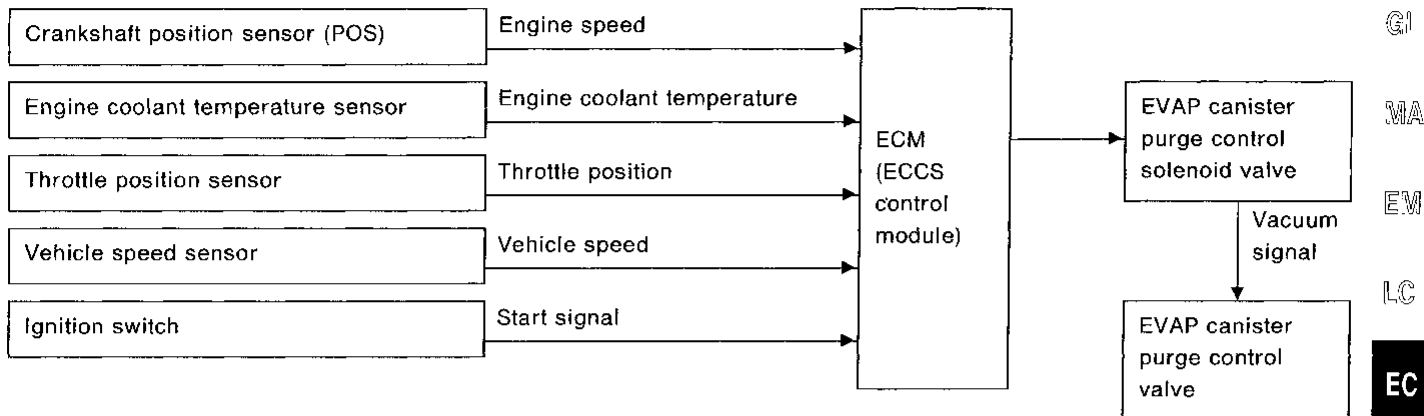 Crankshaft position sensor (POS)
Engine speed
Engine coolant temperature sensor
Engine coolant temperature
Throttle position sensor
Throttle position
Vehicle speed sensor
Vehicle speed
Ignition switch
Start signal
ECM
(ECCS
control
module)
EVAP canister
purge control
solenoid valve
Vacuum
signal
EVAP canister
purge control
valve
GI
MA
EM
LC
EC